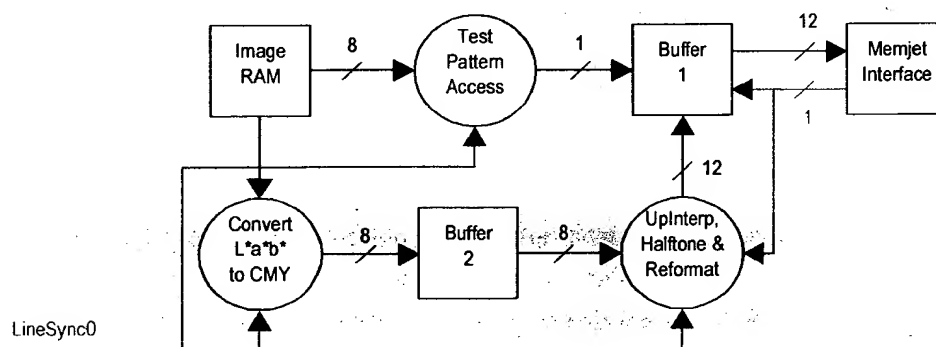 Image
RAM
8
Test
Pattern
Access
1
Buffer
1
12
Memjet
Interface
1
12
Convert
L*a*b*
to CMY
8
Buffer
2
8
UpInterp,
Halftone &
Reformat
LineSync0